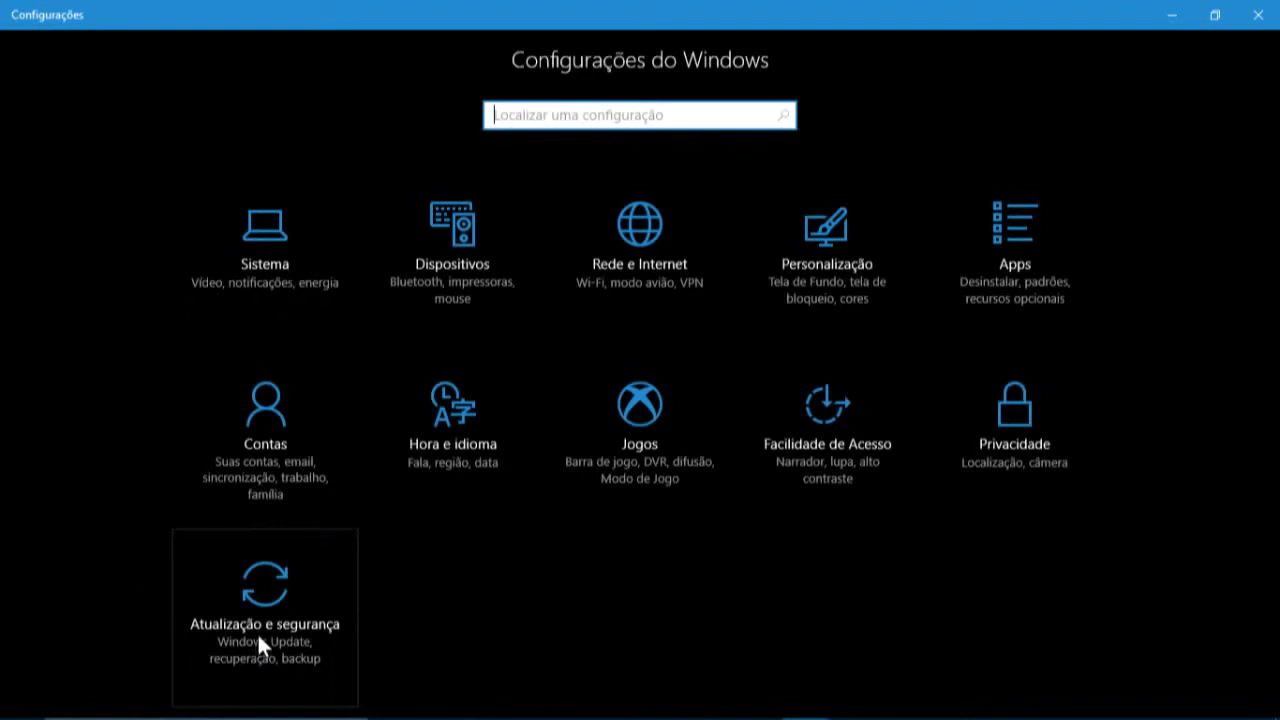 Configurações
Configurações do Windows
Localizar uma configuração
Sistema
Vídeo, notificações, energia
Dispositivos
Bluetooth, impressoras,
mouse
Rede e Internet
Wi-Fi, modo avião, VPN
Personalização
Tela de Fundo, tela de
bloqueio, cores
Apps
Desinstalar, padrões,
recursos opcionais
Contas
Suas contas, email,
sincronização, trabalho,
família
Hora e idioma
Fala, região, data
Jogos
Barra de jogo, DVR, difusão,
Modo de Jogo
Facilidade de Acesso
Narrador, lupa, alto
contraste
Privacidade
Localização, câmera
Atualização e segurança
Windows Update,
recuperação, backup